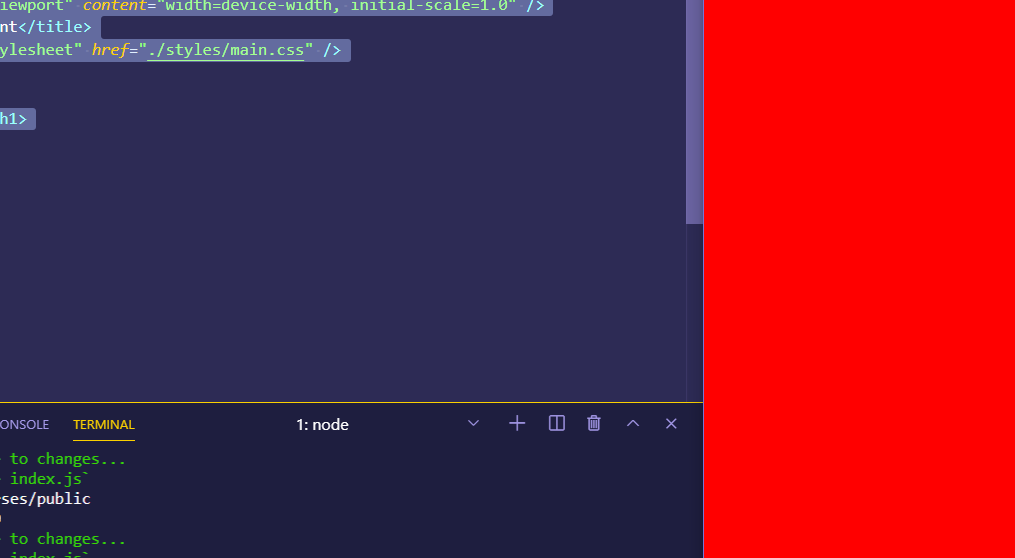 iewport" content="width=device-width, initial-scale=1.0" />
nt</title>
ylesheet" href="./styles/main.css" />
h1>
ONSOLE TERMINAL 1: node
to changes...
index.js`
ses/public
to changes...
index.js`